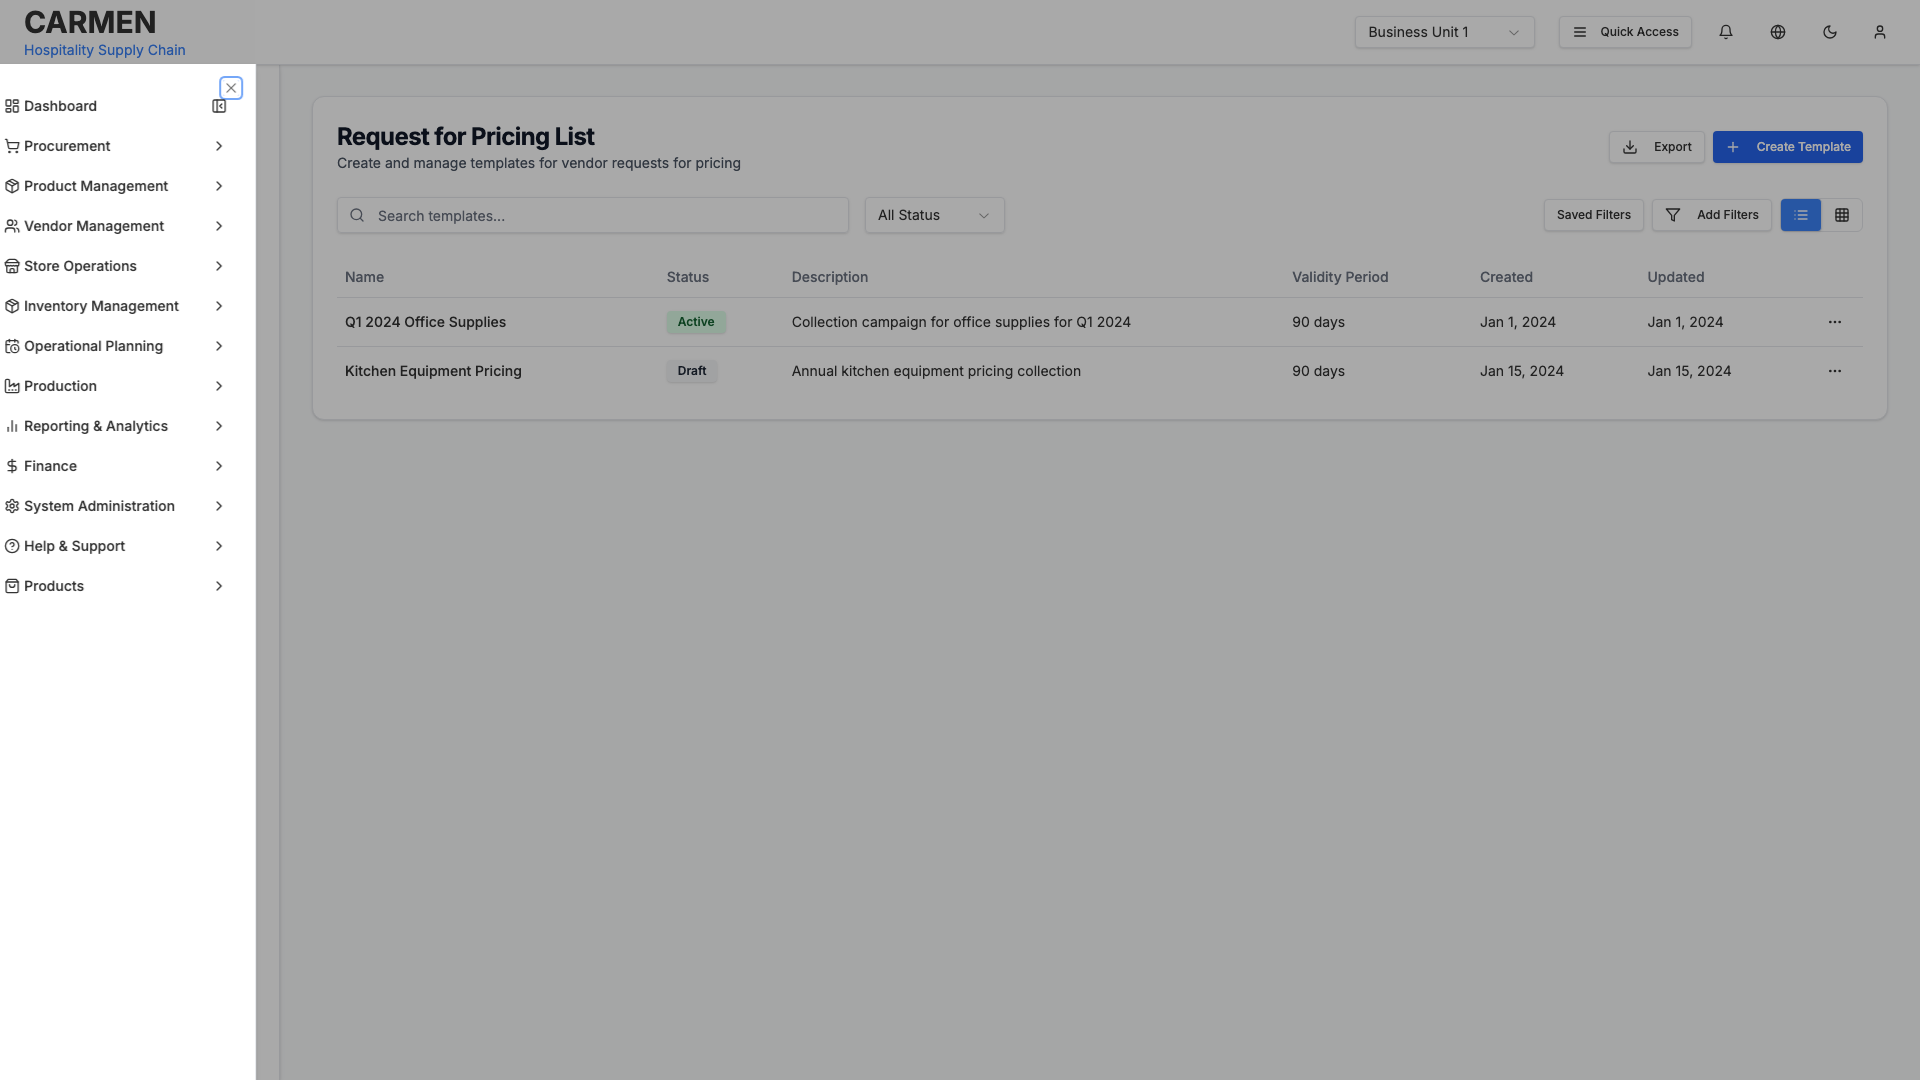 CARMEN
Hospitality Supply Chain
Business Unit 1
Quick Access
Dashboard
Procurement
Product Management
Vendor Management
Store Operations
Inventory Management
Operational Planning
Production
Reporting & Analytics
Finance
System Administration
Help & Support
Products
Request for Pricing List
Create and manage templates for vendor requests for pricing
Export
Create Template
Search templates...
All Status
Saved Filters
Add Filters
Name Status Description Validity Period Created Updated
Q1 2024 Office Supplies Active Collection campaign for office supplies for Q1 2024 90 days Jan 1, 2024 Jan 1, 2024
Kitchen Equipment Pricing Draft Annual kitchen equipment pricing collection 90 days Jan 15, 2024 Jan 15, 2024